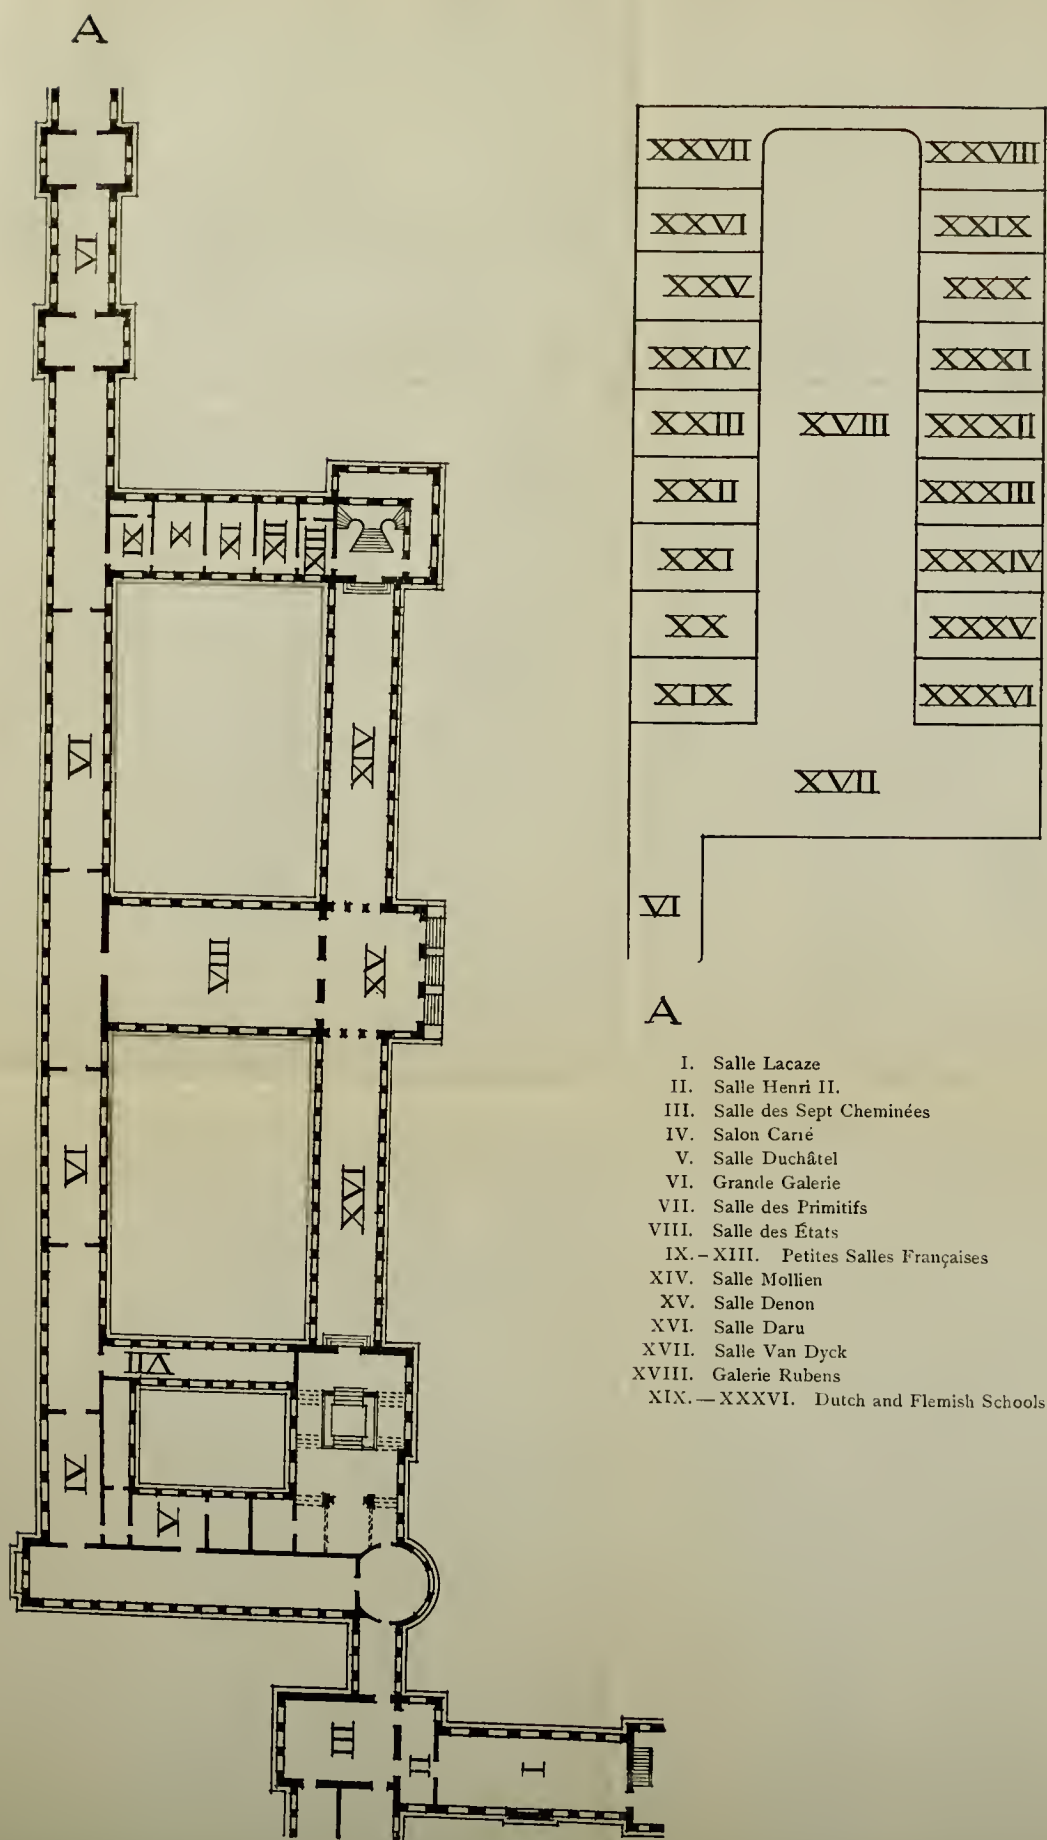 A
VI
IX
X
XI
XII
XIII
VI
XIV
VIII
XV
VI
XVI
VII
IV
V
III
II
I
XXVII
XXVIII
XXVI
XXIX
XXV
XXX
XXIV
XXXI
XXIII
XVIII
XXXII
XXII
XXXIII
XXI
XXXIV
XX
XXXV
XIX
XXXVI
XVII
VI
A
I. Salle Lacaze
II. Salle Henri II.
III. Salle des Sept Cheminées
IV. Salon Carré
V. Salle Duchâtel
VI. Grande Galerie
VII. Salle des Primitifs
VIII. Salle des États
IX.–XIII. Petites Salles Françaises
XIV. Salle Mollien
XV. Salle Denon
XVI. Salle Daru
XVII. Salle Van Dyck
XVIII. Galerie Rubens
XIX.—XXXVI. Dutch and Flemish Schools